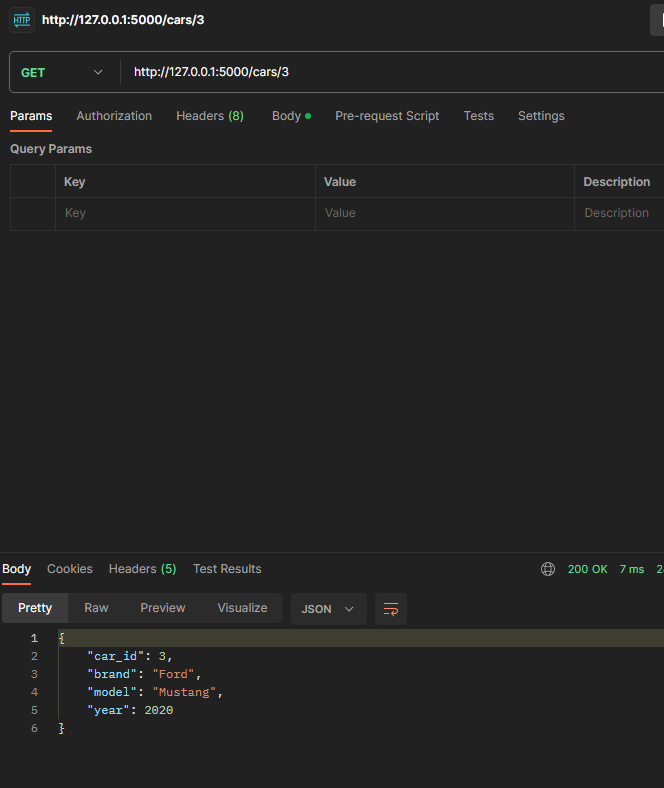 HTTP http://127.0.0.1:5000/cars/3
GET http://127.0.0.1:5000/cars/3
Params Authorization Headers (8) Body Pre-request Script Tests Settings
Query Params
Key Value Description
Key Value Description
Body Cookies Headers (5) Test Results 200 OK 7 ms
Pretty Raw Preview Visualize JSON
1 {
2 "car_id": 3,
3 "brand": "Ford",
4 "model": "Mustang",
5 "year": 2020
6 }